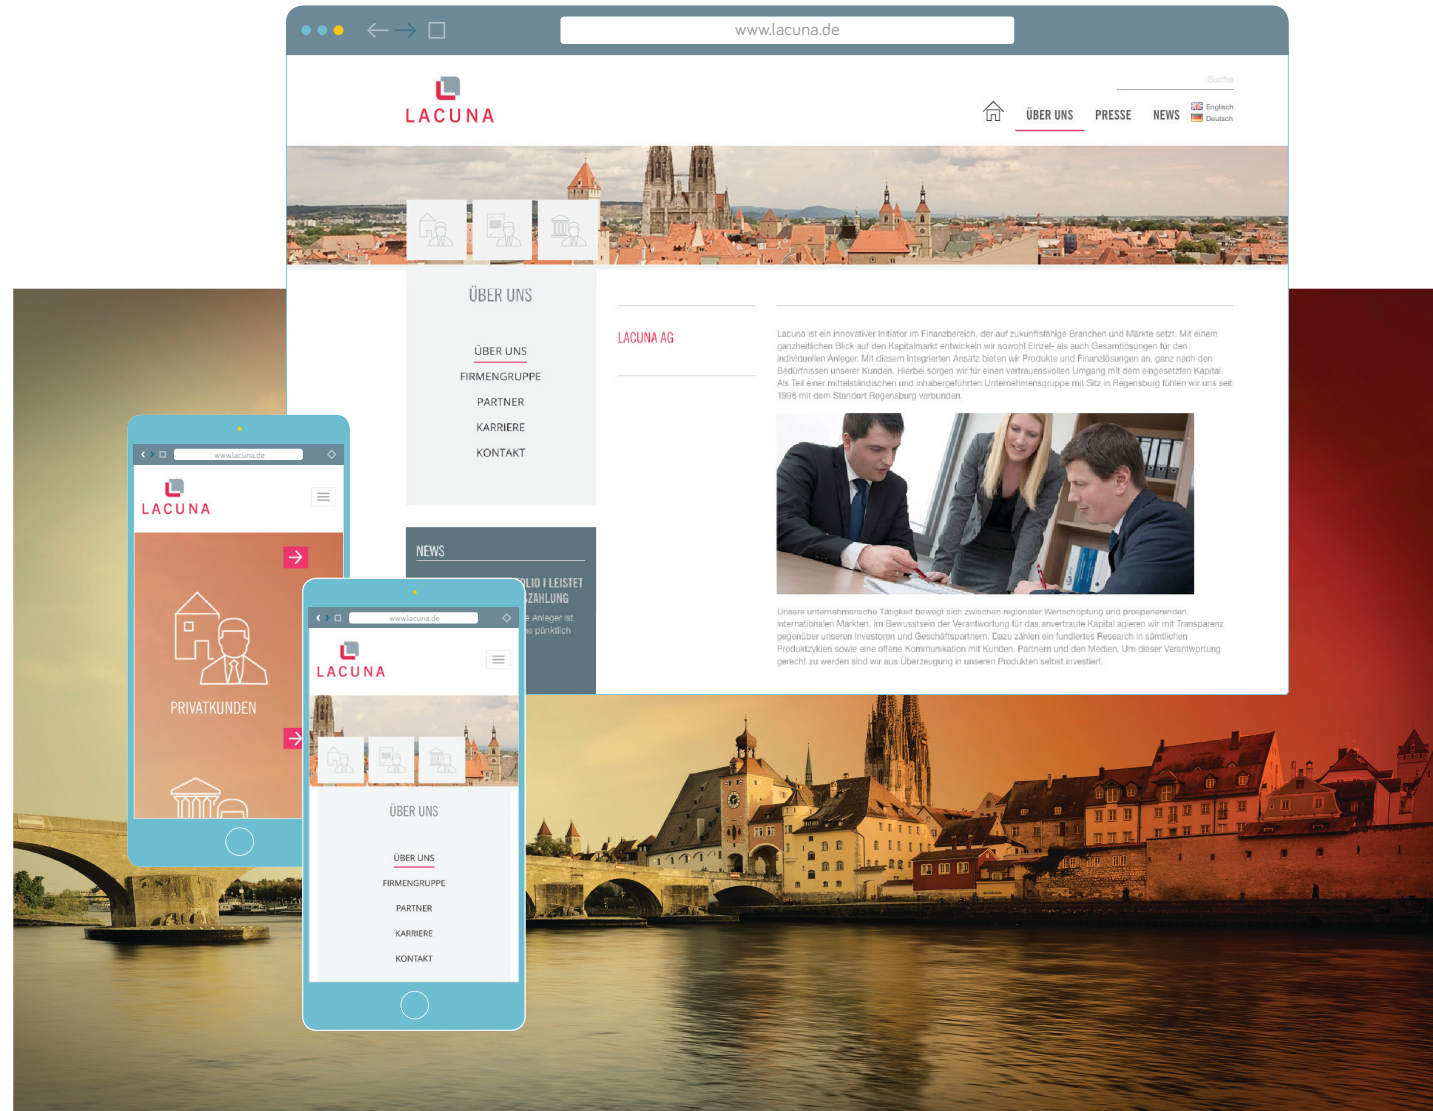 www.lacuna.de
Suche
LACUNA
ÜBER UNS
PRESSE
NEWS
Englisch
Deutsch
ÜBER UNS
ÜBER UNS
FIRMENGRUPPE
PARTNER
KARRIERE
KONTAKT
LACUNA AG
Lacuna ist ein innovativer Initiator im Finanzbereich, der auf zukunftsfähige Branchen und Märkte setzt. Mit einem
ganzheitlichen Blick auf den Kapitalmarkt entwickeln wir sowohl Einzel- als auch Gesamtlösungen für den
individuellen Anleger. Mit diesem integrierten Ansatz bieten wir Produkte und Finanzlösungen an, ganz nach den
Bedürfnissen unserer Kunden. Hierbei sorgen wir für einen vertrauensvollen Umgang mit dem eingesetzten Kapital.
Als Teil einer mittelständischen und inhabergeführten Unternehmensgruppe mit Sitz in Regensburg fühlen wir uns seit
1996 mit dem Standort Regensburg verbunden.
Unsere unternehmerische Tätigkeit bewegt sich zwischen regionaler Wertschöpfung und prosperierenden
internationalen Märkten. Im Bewusstsein der Verantwortung für das anvertraute Kapital agieren wir mit Transparenz
gegenüber unseren Investoren und Geschäftspartnern. Dazu zählen ein fundiertes Research in sämtlichen
Produktzyklen sowie eine offene Kommunikation mit Kunden, Partnern und den Medien. Um dieser Verantwortung
gerecht zu werden sind wir aus Überzeugung in unseren Produkten selbst investiert.
NEWS
OLIO I LEISTET
SZAHLUNG
e Anleger ist
ne pünktlich
www.lacuna.de
LACUNA
PRIVATKUNDEN
www.lacuna.de
LACUNA
ÜBER UNS
ÜBER UNS
FIRMENGRUPPE
PARTNER
KARRIERE
KONTAKT